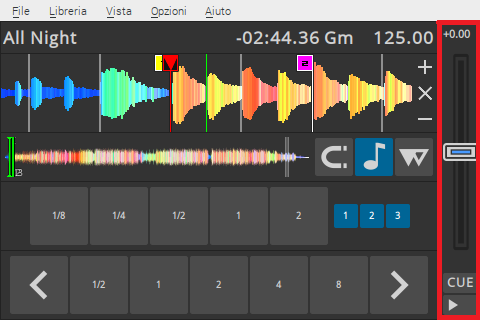 File Libreria Vista Opzioni Aiuto
All Night -02:44.36 Gm 125.00 +0.00
2
1/8 1/4 1/2 1 2 1 2 3
CUE
1/2 1 2 4 8